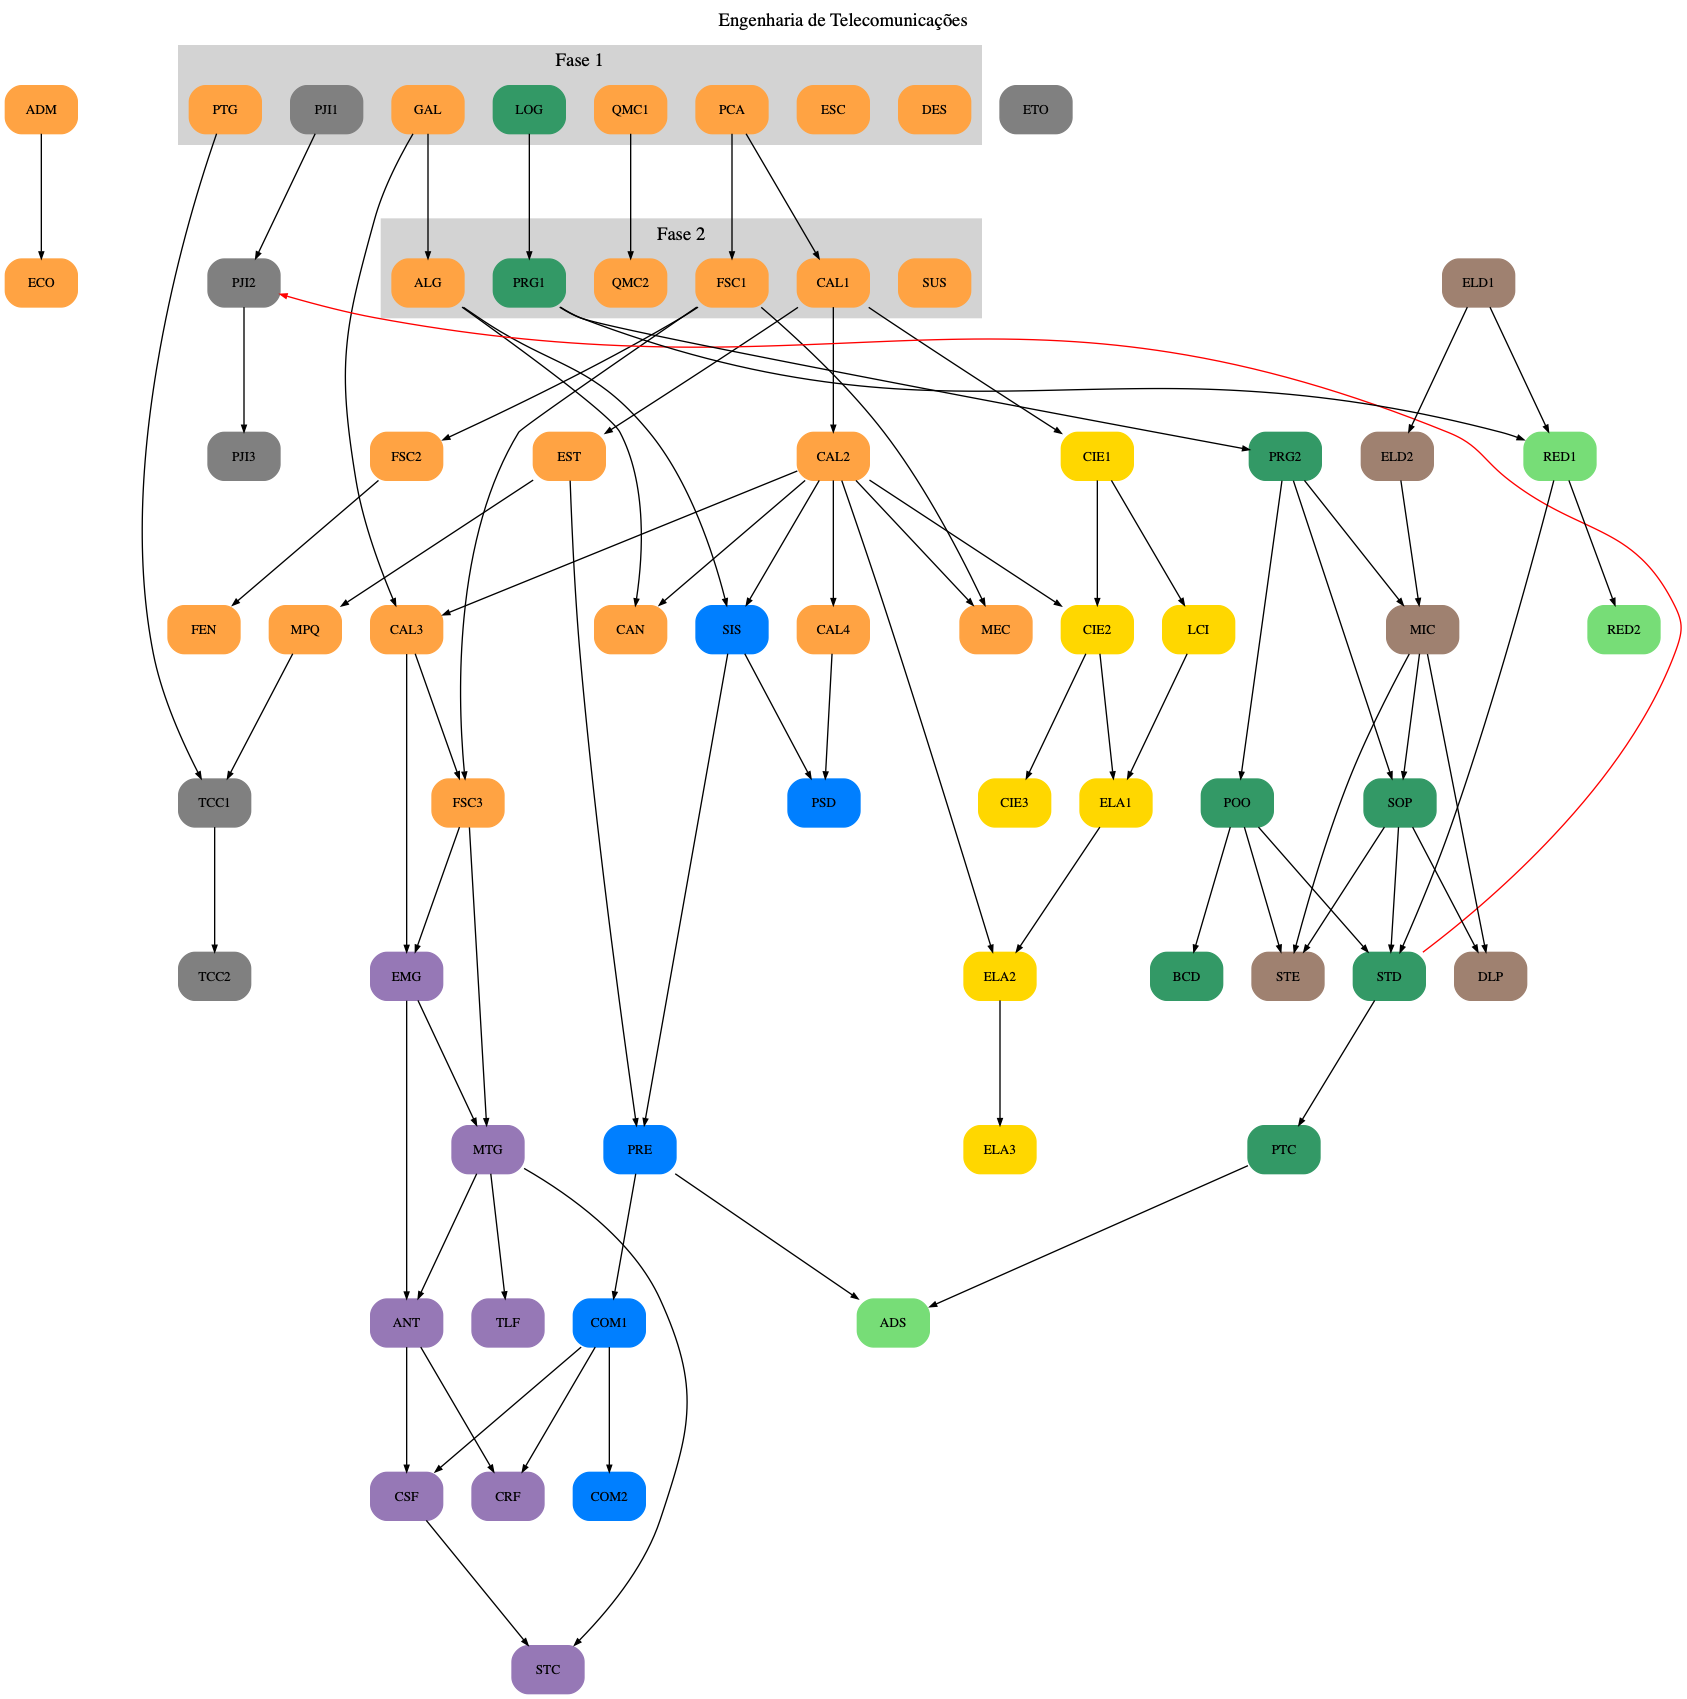 Engenharia de Telecomunicações
Fase 1
ADM
PTG
PJI1
GAL
LOG
QMC1
PCA
ESC
DES
ETO
Fase 2
ECO
PJI2
ALG
PRG1
QMC2
FSC1
CAL1
SUS
ELD1
PJI3
FSC2
EST
CAL2
CIE1
PRG2
ELD2
RED1
FEN
MPQ
CAL3
CAN
SIS
CAL4
MEC
CIE2
LCI
MIC
RED2
TCC1
FSC3
PSD
CIE3
ELA1
POO
SOP
TCC2
EMG
ELA2
BCD
STE
STD
DLP
MTG
PRE
ELA3
PTC
ANT
TLF
COM1
ADS
CSF
CRF
COM2
STC